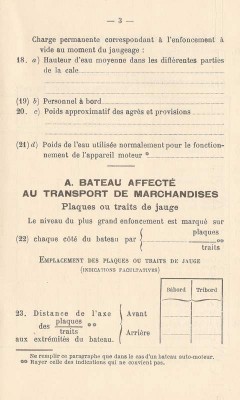 — 3 —
Charge permanente correspondant à l'enfoncement à
vide au moment du jaugeage :
18. a) Hauteur d'eau moyenne dans les différentes parties
de la cale
(19) b) Personnel à bord
20. c) Poids approximatif des agrès et provisions
(21) d) Poids de l'eau utilisée normalement pour le fonction-
nement de l'appareil moteur *
A. BATEAU AFFECTÉ
AU TRANSPORT DE MARCHANDISES
Plaques ou traits de jauge
Le niveau du plus grand enfoncement est marqué sur
(22) chaque côté du bateau par { plaques
traits
EMPLACEMENT DES PLAQUES OU TRAITS DE JAUGE
(INDICATIONS FACULTATIVES)
Bâbord Tribord
23. Distance de l'axe
des plaques ** { Avant
traits
Arrière
aux extrémités du bateau.
* Ne remplir ce paragraphe que dans le cas d'un bateau auto-moteur.
** Rayer celle des indications qui ne convient pas.